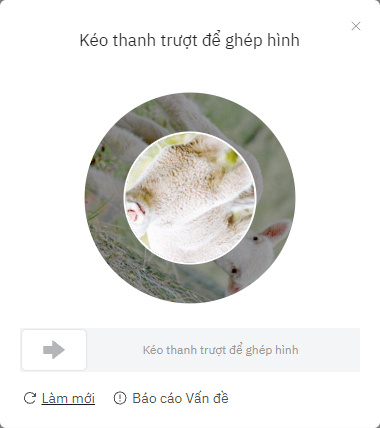 Kéo thanh trượt để ghép hình
Kéo thanh trượt để ghép hình
Làm mới
Báo cáo Vấn đề